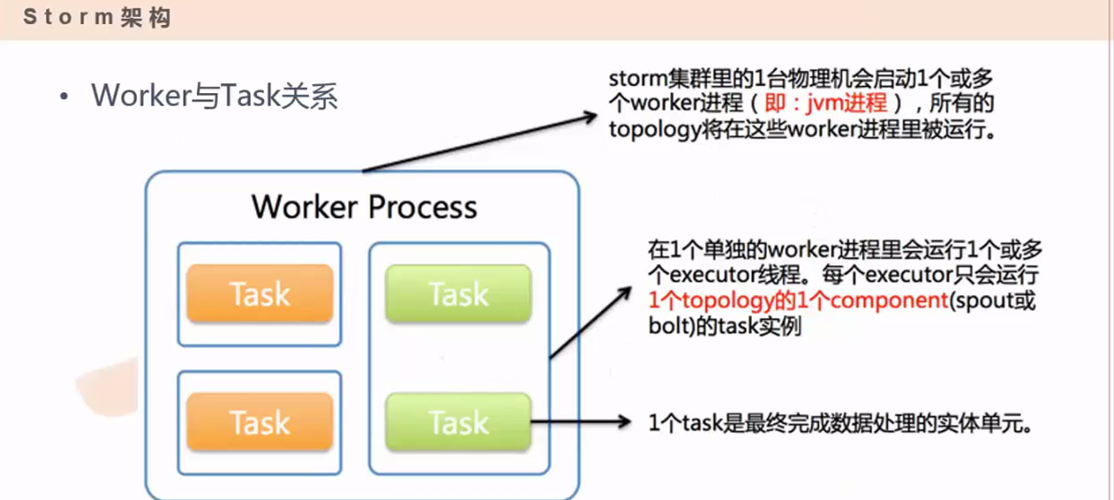 Storm架构
• Worker与Task关系
storm集群里的1台物理机会启动1个或多
个worker进程（即：jvm进程），所有的
topology将在这些worker进程里被运行。
Worker Process
Task
Task
Task
Task
在1个单独的worker进程里会运行1个或多
个executor线程。每个executor只会运行
1个topology的1个component(spout或
bolt)的task实例
1个task是最终完成数据处理的实体单元。